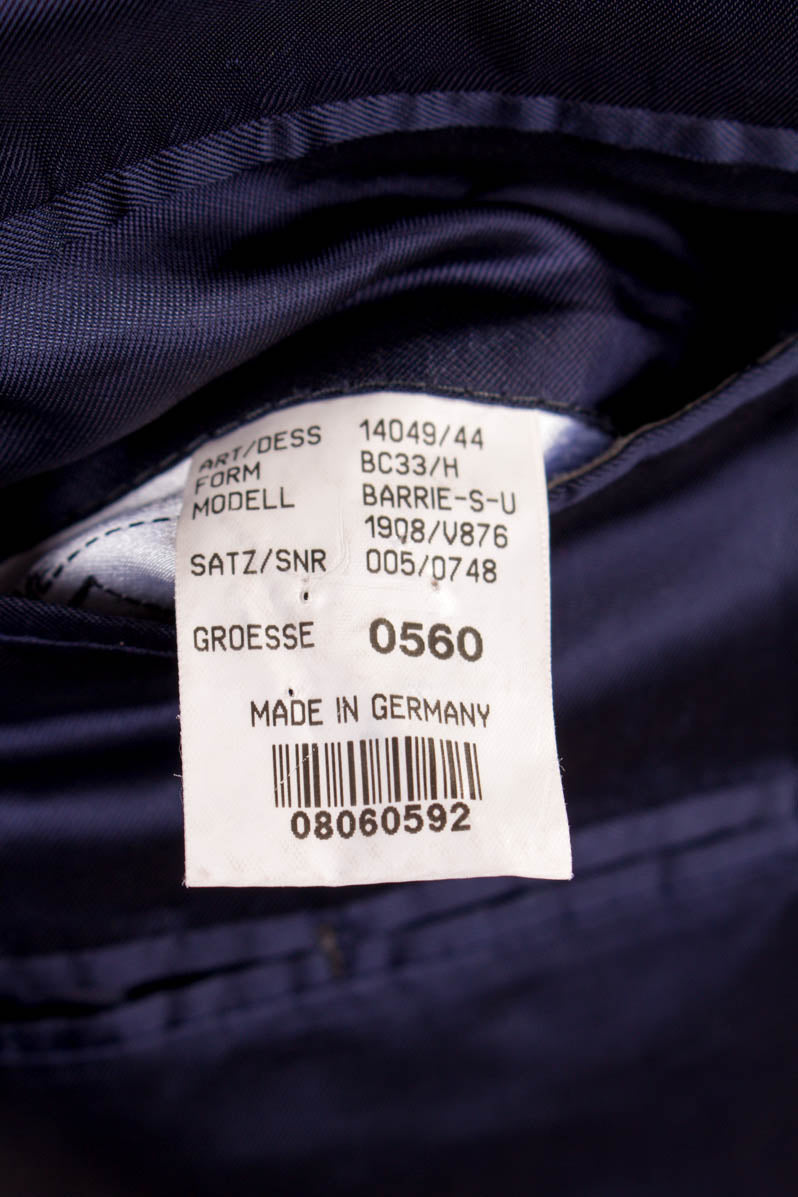 ART/DESS 14049/44
FORM BC33/H
MODELL BARRIE-S-U
1908/V876
SATZ/SNR 005/0748
GROESSE 0560
MADE IN GERMANY
08060592